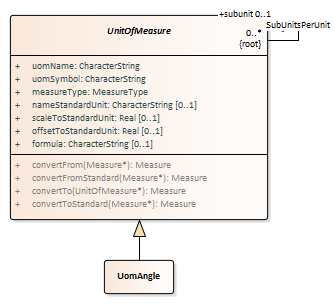 +subunit 0..1
UnitOfMeasure
SubUnitsPerUnit
0..*
{root}
+ uomName: CharacterString
+ uomSymbol: CharacterString
+ measureType: MeasureType
+ nameStandardUnit: CharacterString [0..1]
+ scaleToStandardUnit: Real [0..1]
+ offsetToStandardUnit: Real [0..1]
+ formula: CharacterString [0..1]
+ convertFrom(Measure*): Measure
+ convertFromStandard(Measure*): Measure
+ convertTo(UnitOfMeasure*): Measure
+ convertToStandard(Measure*): Measure
UomAngle